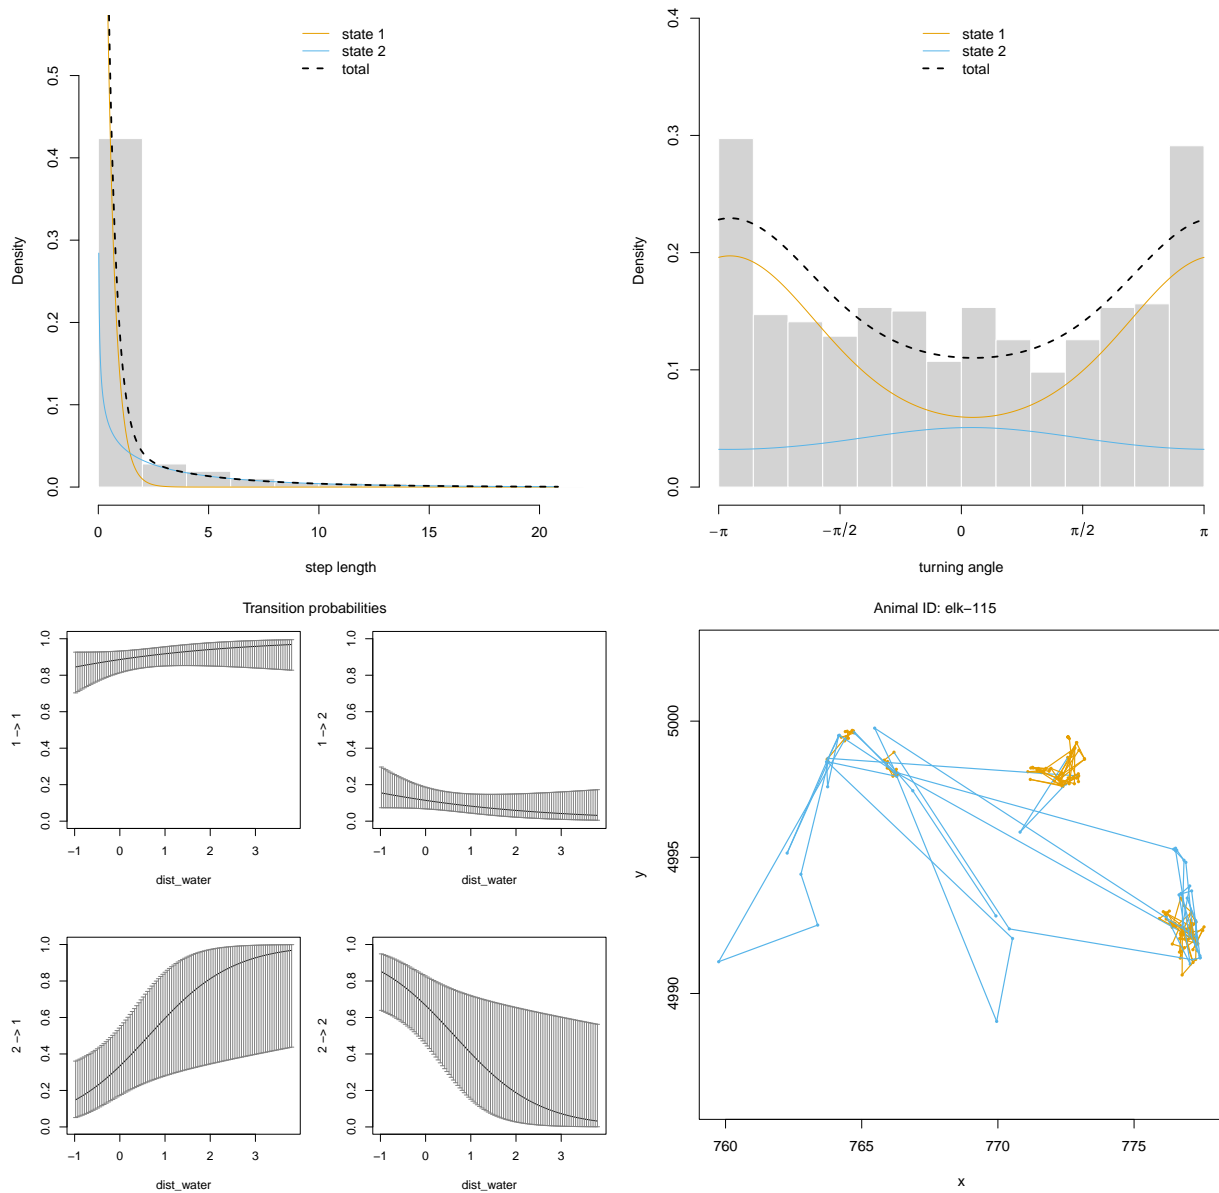 state 1
state 2
total
Density
0.0 0.1 0.2 0.3 0.4 0.5
0 5 10 15 20
step length
state 1
state 2
total
Density
0.0 0.1 0.2 0.3 0.4
−π −π/2 0 π/2 π
turning angle
Transition probabilities
1 −> 1
0.0 0.2 0.4 0.6 0.8 1.0
−1 0 1 2 3
dist_water
1 −> 2
0.0 0.2 0.4 0.6 0.8 1.0
−1 0 1 2 3
dist_water
2 −> 1
0.0 0.2 0.4 0.6 0.8 1.0
−1 0 1 2 3
dist_water
2 −> 2
0.0 0.2 0.4 0.6 0.8 1.0
−1 0 1 2 3
dist_water
Animal ID: elk−115
y
4990 4995 5000
760 765 770 775
x